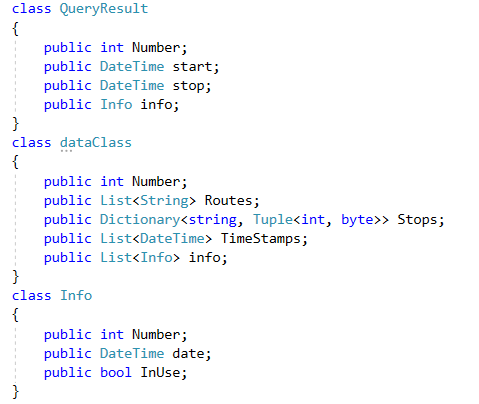 class QueryResult
{
public int Number;
public DateTime start;
public DateTime stop;
public Info info;
}
class dataClass
{
public int Number;
public List<String> Routes;
public Dictionary<string, Tuple<int, byte>> Stops;
public List<DateTime> TimeStamps;
public List<Info> info;
}
class Info
{
public int Number;
public DateTime date;
public bool InUse;
}